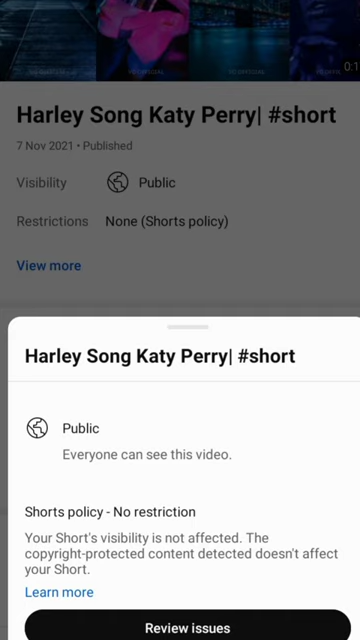 0:1
Harley Song Katy Perry| #short
7 Nov 2021 • Published
Visibility Public
Restrictions None (Shorts policy)
View more
Harley Song Katy Perry| #short
Public
Everyone can see this video.
Shorts policy - No restriction
Your Short's visibility is not affected. The
copyright-protected content detected doesn't affect
your Short.
Learn more
Review issues